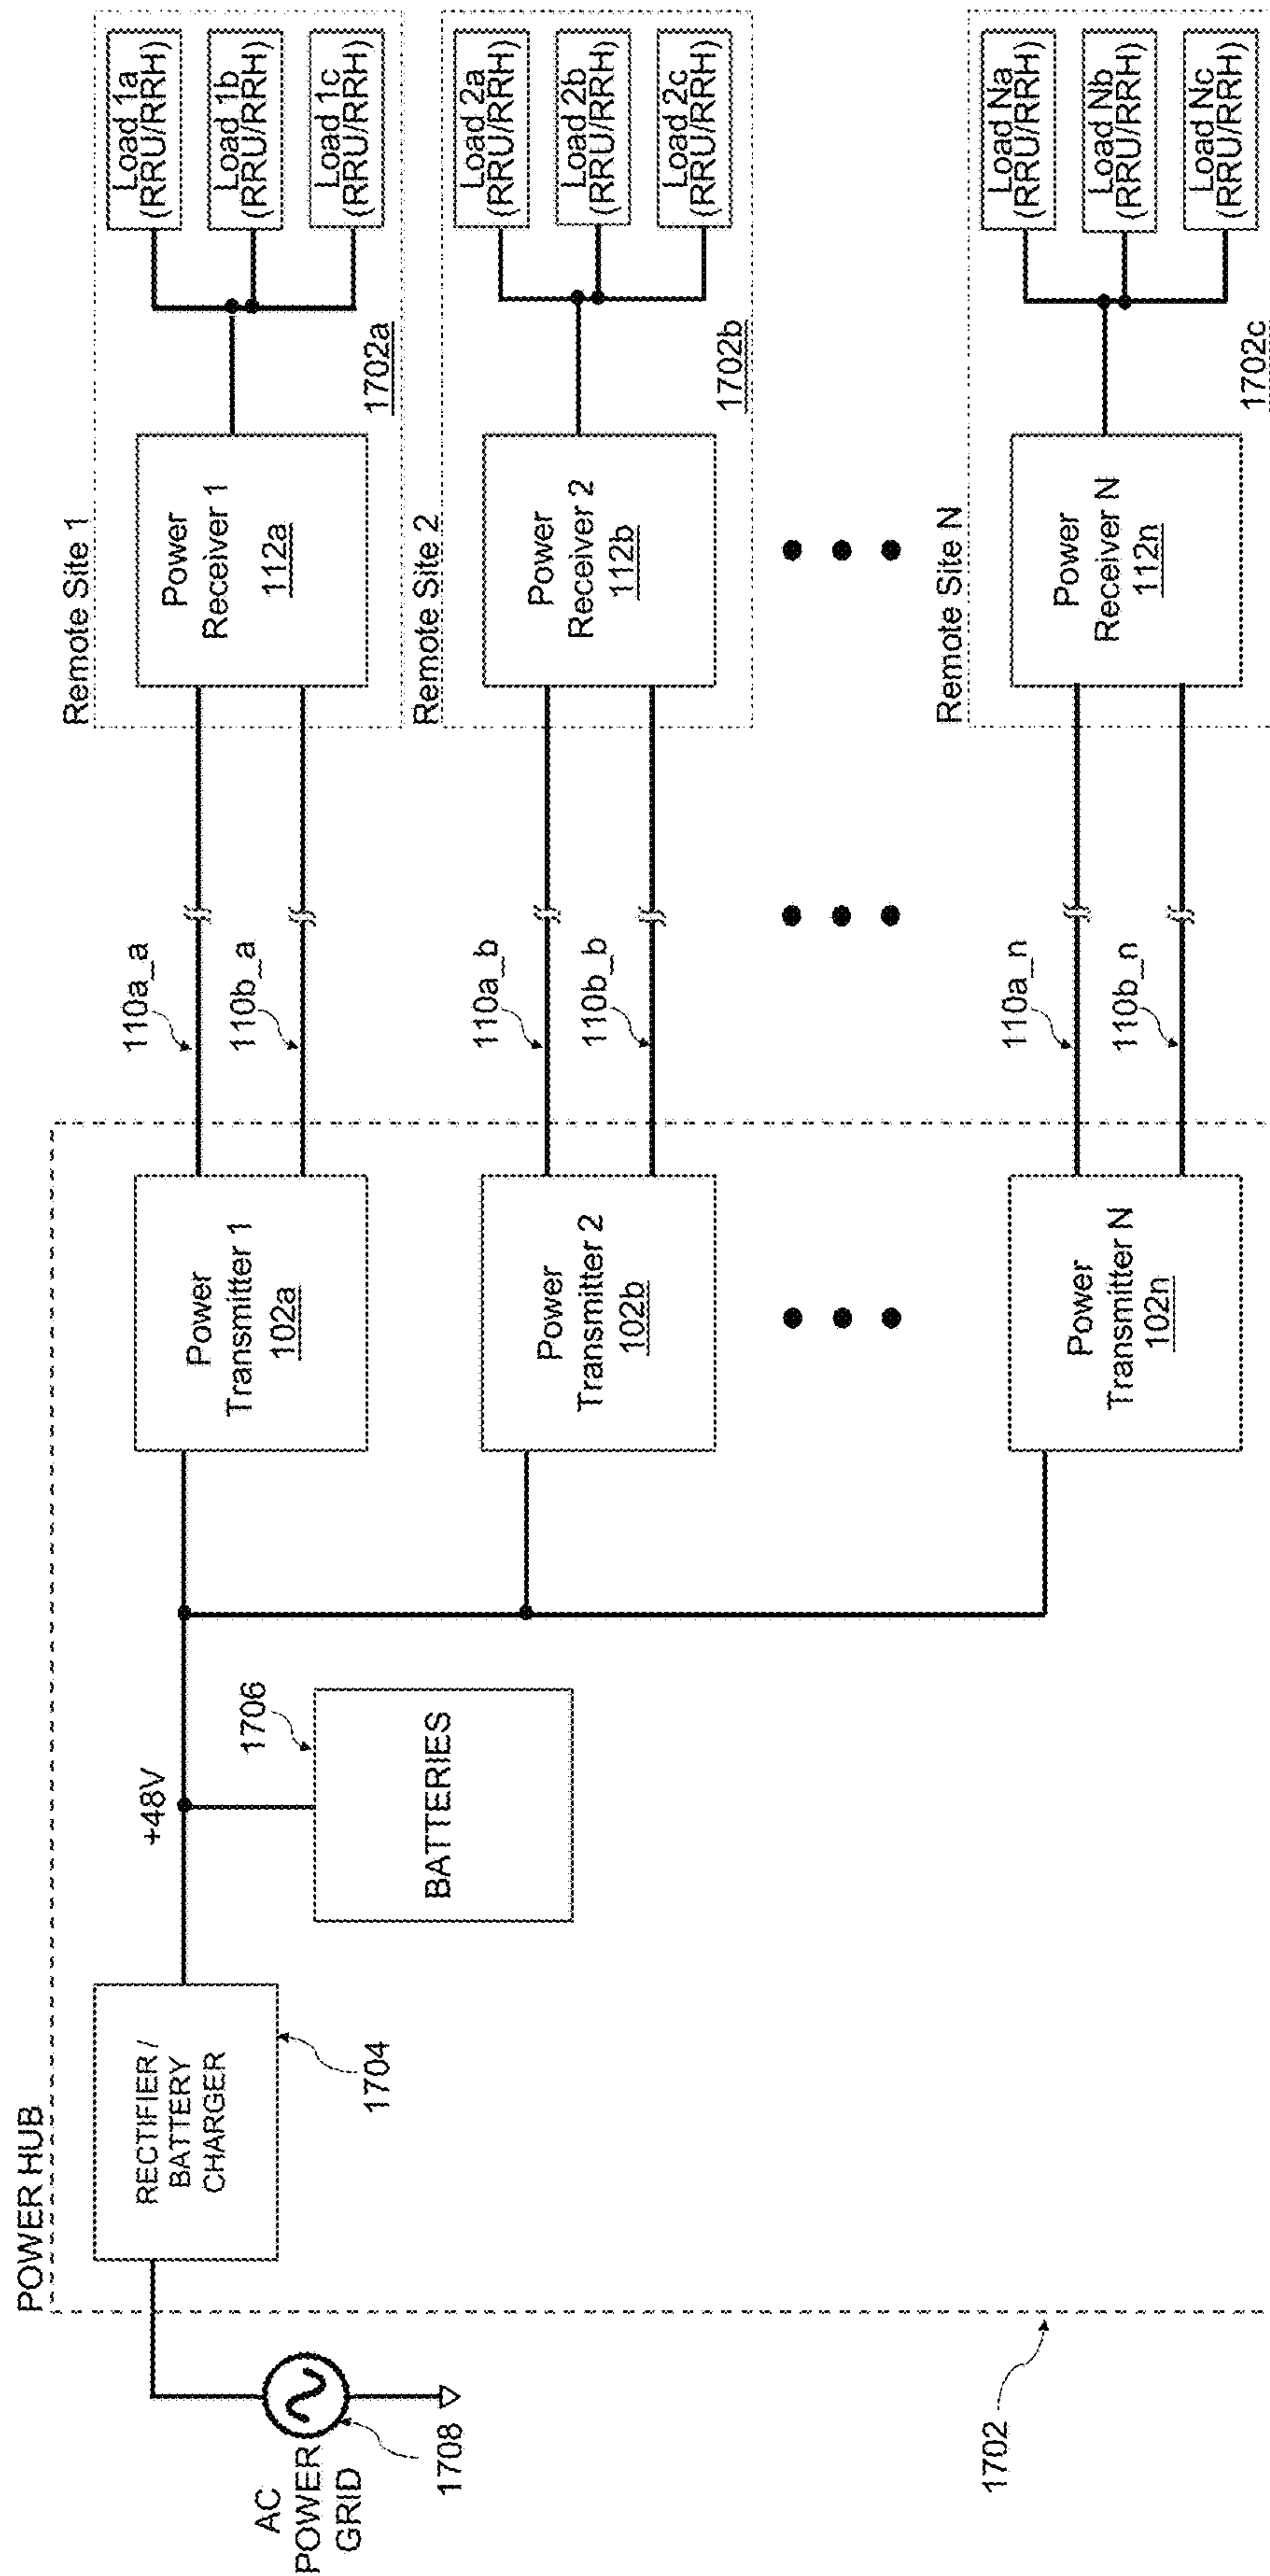 POWER HUB
AC
POWER
GRID
1708
1702
RECTIFIER /
BATTERY
CHARGER
1704
+48V
1706
BATTERIES
Power
Transmitter 1
102a
Power
Transmitter 2
102b
Power
Transmitter N
102n
110a_a
110b_a
110a_b
110b_b
110a_n
110b_n
Remote Site 1
Power
Receiver 1
112a
Load 1a
(RRU/RRH)
Load 1b
(RRU/RRH)
Load 1c
(RRU/RRH)
1702a
Remote Site 2
Power
Receiver 2
112b
Load 2a
(RRU/RRH)
Load 2b
(RRU/RRH)
Load 2c
(RRU/RRH)
1702b
Remote Site N
Power
Receiver N
112n
Load Na
(RRU/RRH)
Load Nb
(RRU/RRH)
Load Nc
(RRU/RRH)
1702c